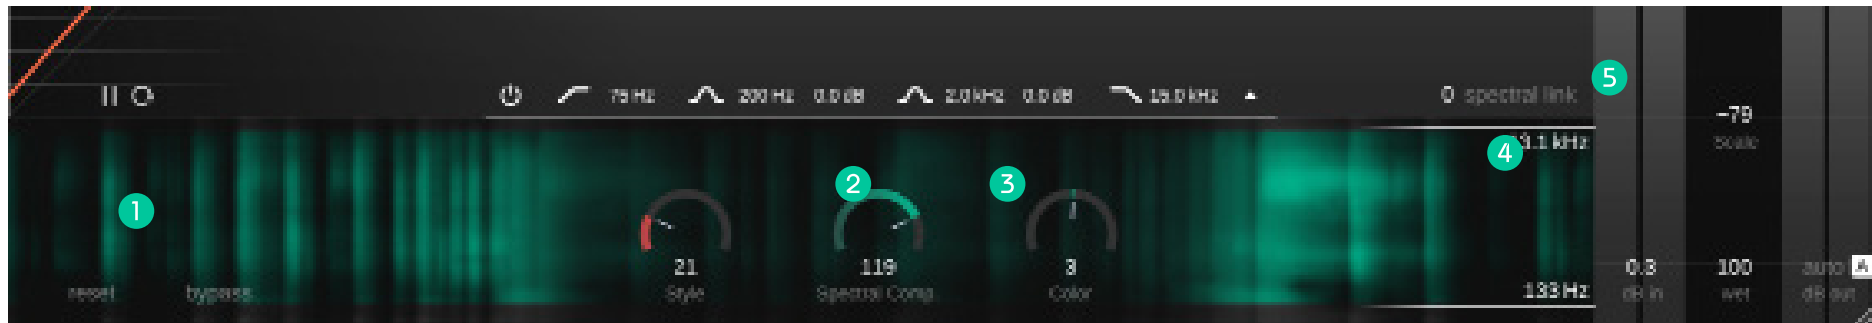 5
75 Hz 200 Hz 0.0 dB 2.0 kHz 0.0 dB 15.0 kHz 0 spectral link
-79
Scale
4 3.1 kHz
1 2 3
21 119 3 0.3 100 auto A
reset bypass Style Spectral Comp. Color 133 Hz dB in wet dB out